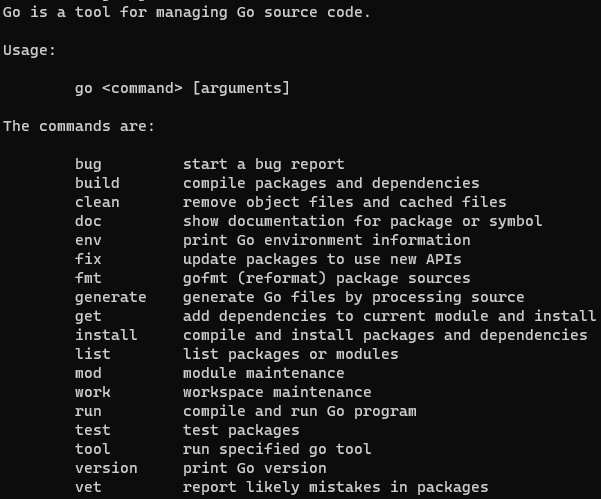 Go is a tool for managing Go source code.
Usage:
go <command> [arguments]
The commands are:
bug start a bug report
build compile packages and dependencies
clean remove object files and cached files
doc show documentation for package or symbol
env print Go environment information
fix update packages to use new APIs
fmt gofmt (reformat) package sources
generate generate Go files by processing source
get add dependencies to current module and install
install compile and install packages and dependencies
list list packages or modules
mod module maintenance
work workspace maintenance
run compile and run Go program
test test packages
tool run specified go tool
version print Go version
vet report likely mistakes in packages